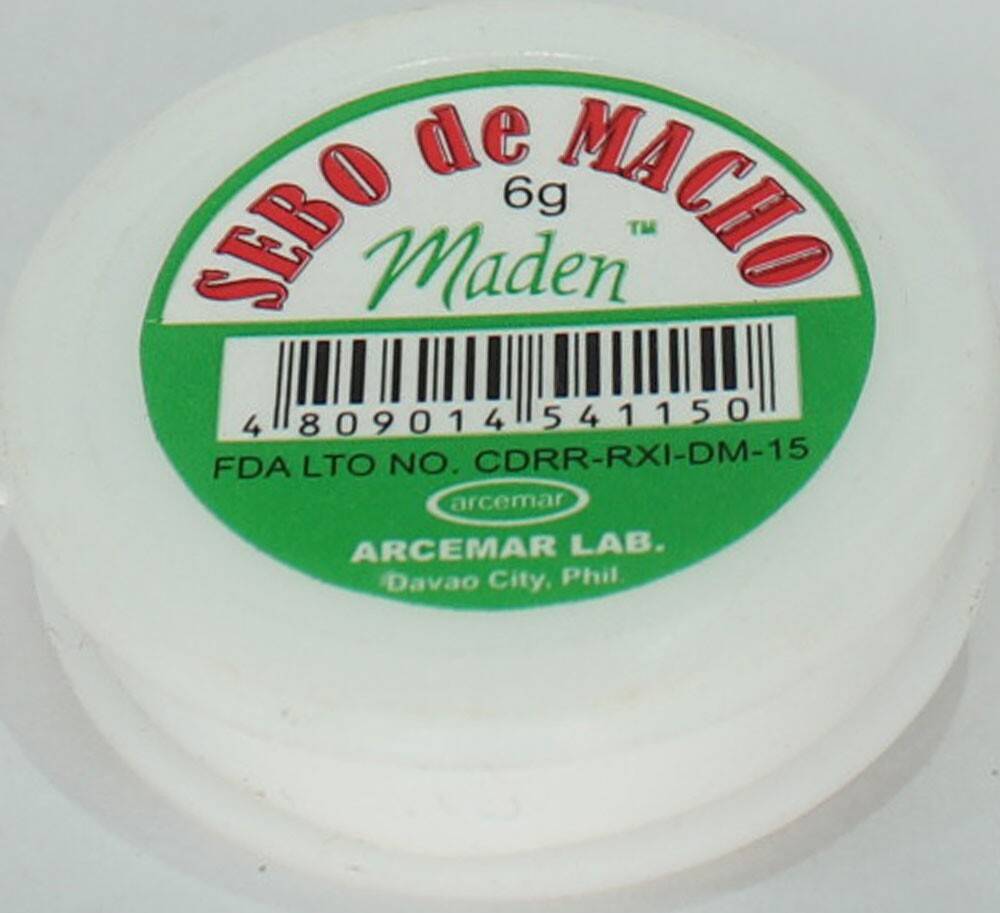 SEBO de MACHO
6g
Maden™
4 809014 541150
FDA LTO NO. CDRR-RXI-DM-15
arcemar
ARCEMAR LAB.
Davao City, Phil.